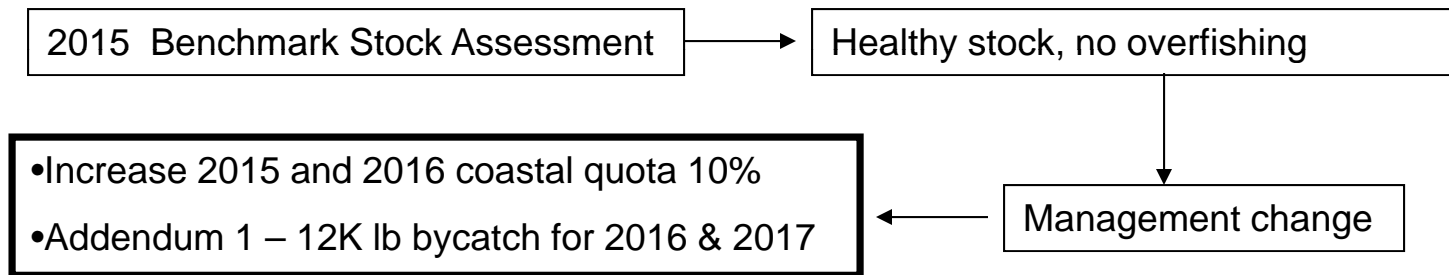 2015 Benchmark Stock Assessment
Healthy stock, no overfishing
Management change
•Increase 2015 and 2016 coastal quota 10%
•Addendum 1 – 12K lb bycatch for 2016 & 2017